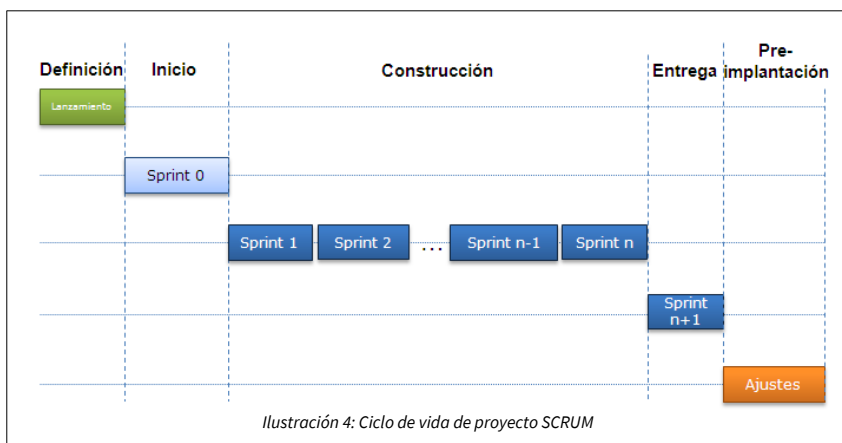 Definición
Inicio
Construcción
Entrega
Pre-
implantación
Lanzamiento
Sprint 0
Sprint 1
Sprint 2
...
Sprint n-1
Sprint n
Sprint
n+1
Ajustes
Ilustración 4: Ciclo de vida de proyecto SCRUM